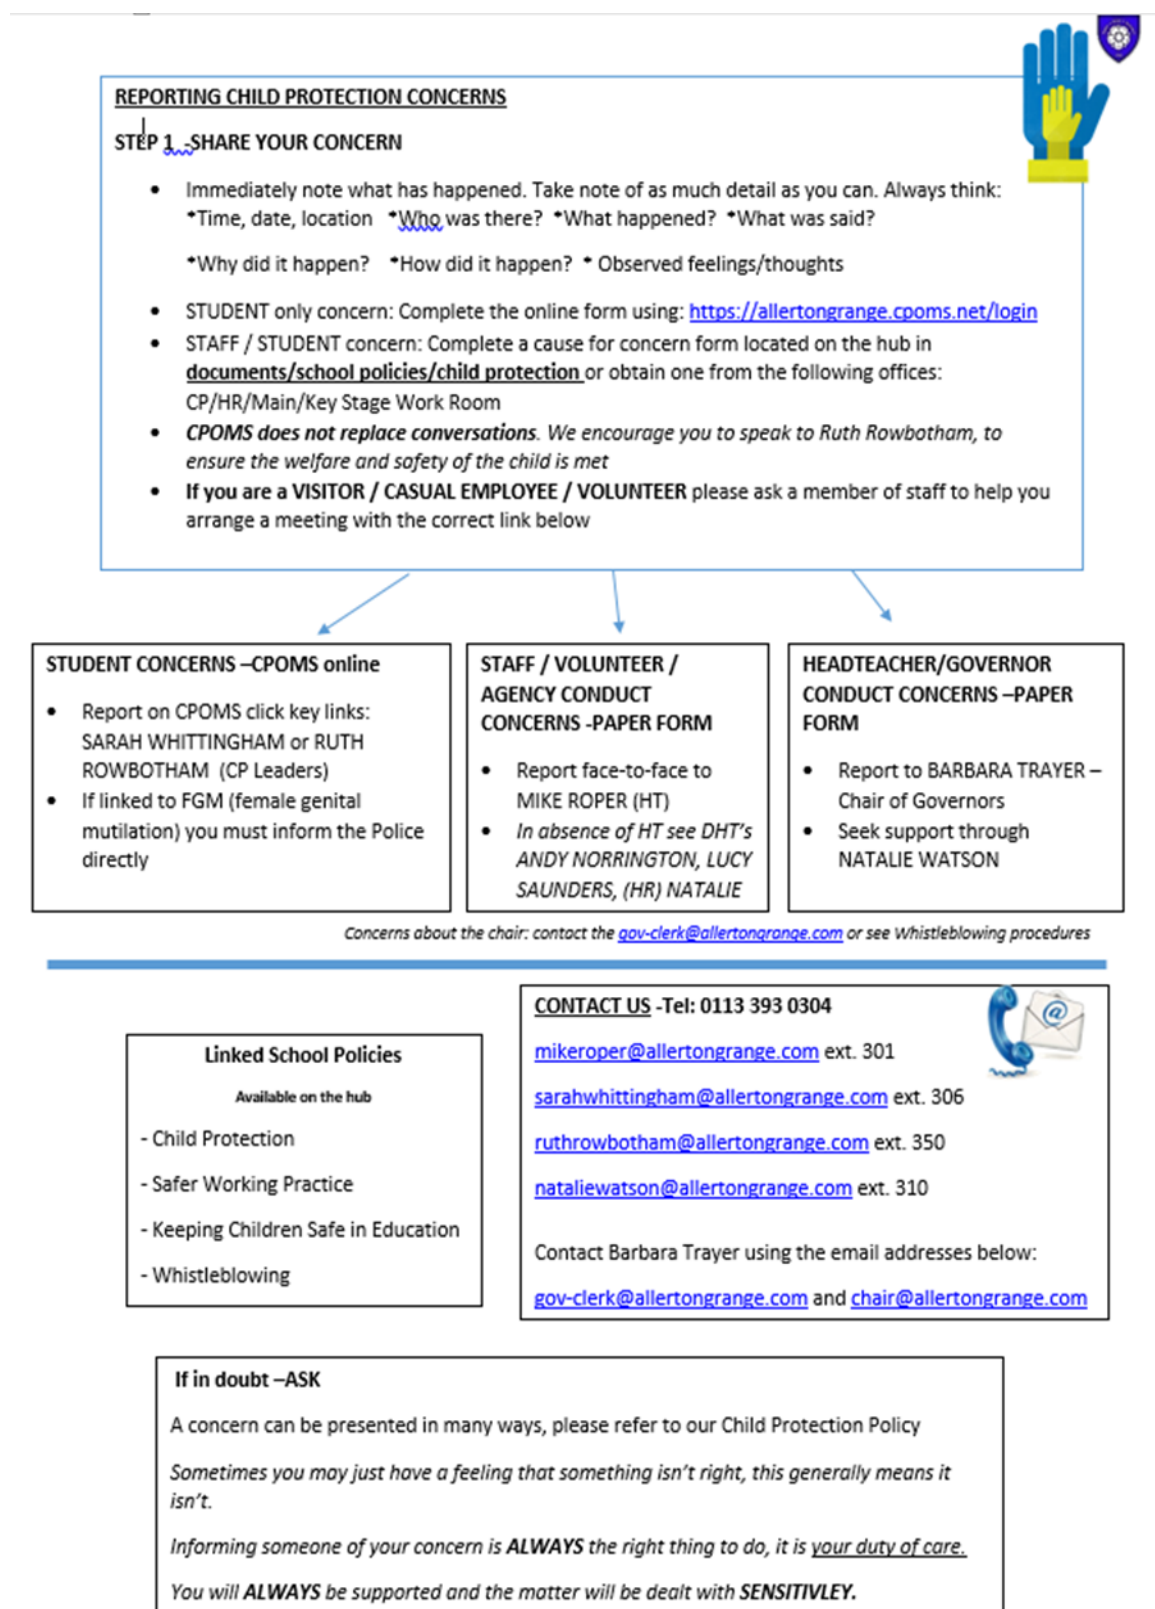 REPORTING CHILD PROTECTION CONCERNS
STEP 1 -SHARE YOUR CONCERN
• Immediately note what has happened. Take note of as much detail as you can. Always think:
*Time, date, location *Who was there? *What happened? *What was said?
*Why did it happen? *How did it happen? * Observed feelings/thoughts
• STUDENT only concern: Complete the online form using: https://allertongrange.cpoms.net/login
• STAFF / STUDENT concern: Complete a cause for concern form located on the hub in
documents/school policies/child protection or obtain one from the following offices:
CP/HR/Main/Key Stage Work Room
• CPOMS does not replace conversations. We encourage you to speak to Ruth Rowbotham, to
ensure the welfare and safety of the child is met
• If you are a VISITOR / CASUAL EMPLOYEE / VOLUNTEER please ask a member of staff to help you
arrange a meeting with the correct link below
STUDENT CONCERNS –CPOMS online
• Report on CPOMS click key links:
SARAH WHITTINGHAM or RUTH
ROWBOTHAM (CP Leaders)
• If linked to FGM (female genital
mutilation) you must inform the Police
directly
STAFF / VOLUNTEER /
AGENCY CONDUCT
CONCERNS -PAPER FORM
• Report face-to-face to
MIKE ROPER (HT)
• In absence of HT see DHT's
ANDY NORRINGTON, LUCY
SAUNDERS, (HR) NATALIE
HEADTEACHER/GOVERNOR
CONDUCT CONCERNS –PAPER
FORM
• Report to BARBARA TRAYER –
Chair of Governors
• Seek support through
NATALIE WATSON
Concerns about the chair: contact the gov-clerk@allertongrange.com or see Whistleblowing procedures
Linked School Policies
Available on the hub
- Child Protection
- Safer Working Practice
- Keeping Children Safe in Education
- Whistleblowing
CONTACT US -Tel: 0113 393 0304
mikeroper@allertongrange.com ext. 301
sarahwhittingham@allertongrange.com ext. 306
ruthrowbotham@allertongrange.com ext. 350
nataliewatson@allertongrange.com ext. 310
Contact Barbara Trayer using the email addresses below:
gov-clerk@allertongrange.com and chair@allertongrange.com
If in doubt –ASK
A concern can be presented in many ways, please refer to our Child Protection Policy
Sometimes you may just have a feeling that something isn't right, this generally means it
isn't.
Informing someone of your concern is ALWAYS the right thing to do, it is your duty of care.
You will ALWAYS be supported and the matter will be dealt with SENSITIVLEY.